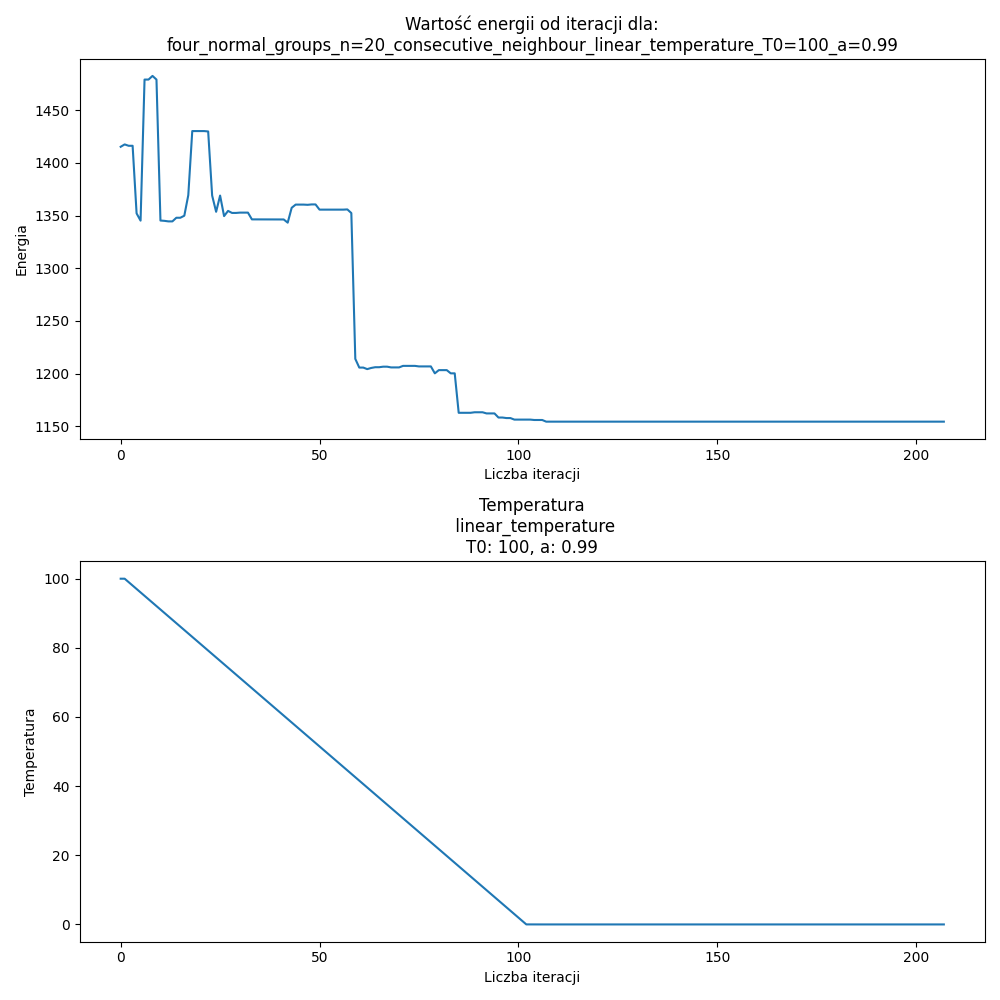 Wartość energii od iteracji dla:
four_normal_groups_n=20_consecutive_neighbour_linear_temperature_T0=100_a=0.99
1450
1400
1350
1300
1250
1200
1150
Energia
0 50 100 150 200
Liczba iteracji
Temperatura
linear_temperature
T0: 100, a: 0.99
100
80
60
40
20
0
Temperatura
0 50 100 150 200
Liczba iteracji